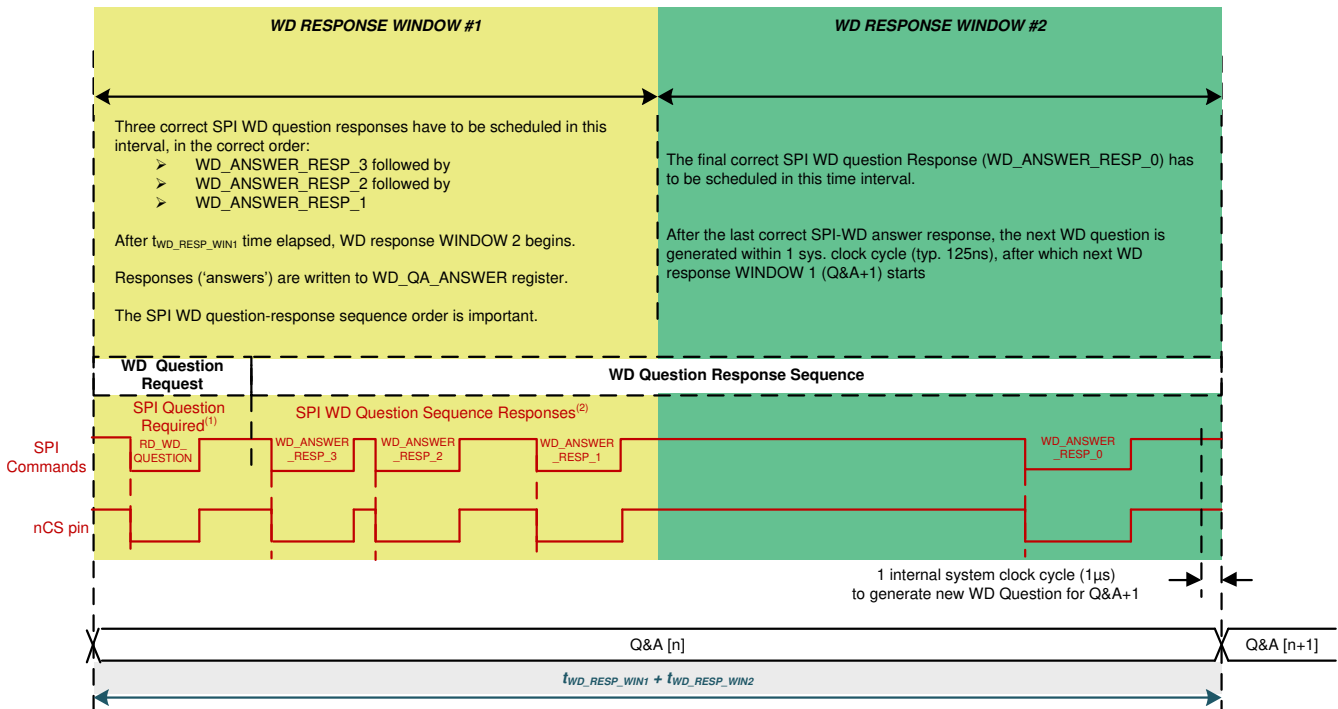 WD RESPONSE WINDOW #1
WD RESPONSE WINDOW #2
Three correct SPI WD question responses have to be scheduled in this
interval, in the correct order:
➢ WD_ANSWER_RESP_3 followed by
➢ WD_ANSWER_RESP_2 followed by
➢ WD_ANSWER_RESP_1
After tWD_RESP_WIN1 time elapsed, WD response WINDOW 2 begins.
Responses (‘answers’) are written to WD_QA_ANSWER register.
The SPI WD question-response sequence order is important.
The final correct SPI WD question Response (WD_ANSWER_RESP_0) has
to be scheduled in this time interval.
After the last correct SPI-WD answer response, the next WD question is
generated within 1 sys. clock cycle (typ. 125ns), after which next WD
response WINDOW 1 (Q&A+1) starts
WD Question
Request
WD Question Response Sequence
SPI Question
Required(1)
SPI WD Question Sequence Responses(2)
SPI
Commands
RD_WD_
QUESTION
WD_ANSWER
_RESP_3
WD_ANSWER
_RESP_2
WD_ANSWER
_RESP_1
WD_ANSWER
_RESP_0
nCS pin
1 internal system clock cycle (1µs)
to generate new WD Question for Q&A+1
Q&A [n]
Q&A [n+1]
tWD_RESP_WIN1 + tWD_RESP_WIN2